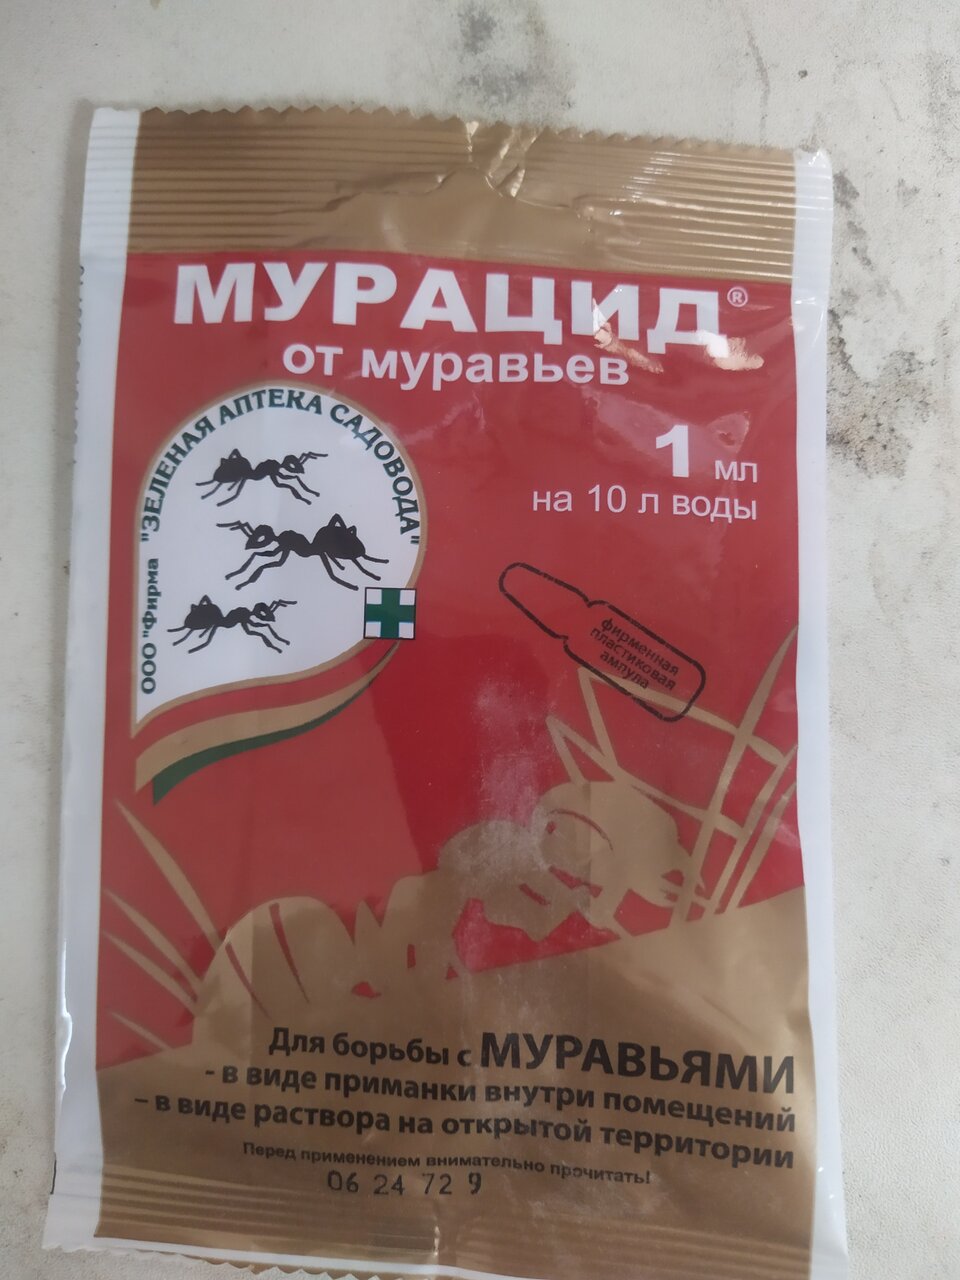 МУРАЦИД®
от муравьев
1 мл
на 10 л воды
ООО "Фирма "ЗЕЛЕНАЯ АПТЕКА САДОВОДА"
фирменная
пластиковая
ампула
Для борьбы с МУРАВЬЯМИ
- в виде приманки внутри помещений
– в виде раствора на открытой территории
Перед применением внимательно прочитать!
06 24 72 9